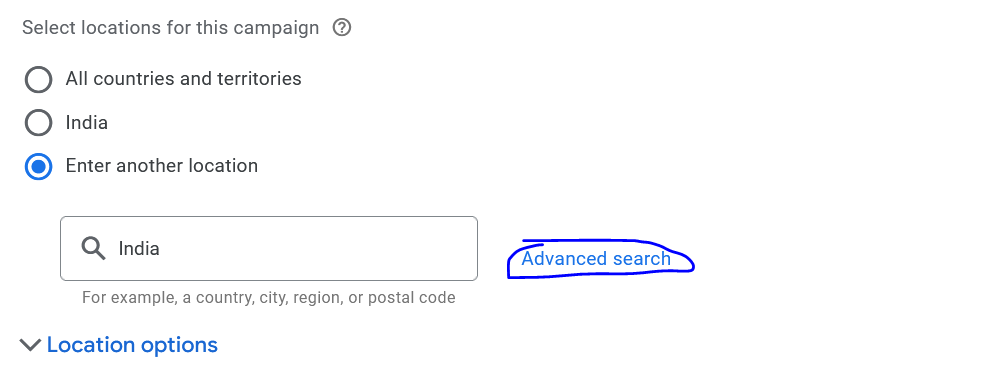 Select locations for this campaign ?
All countries and territories
India
Enter another location
India
Advanced search
For example, a country, city, region, or postal code
Location options